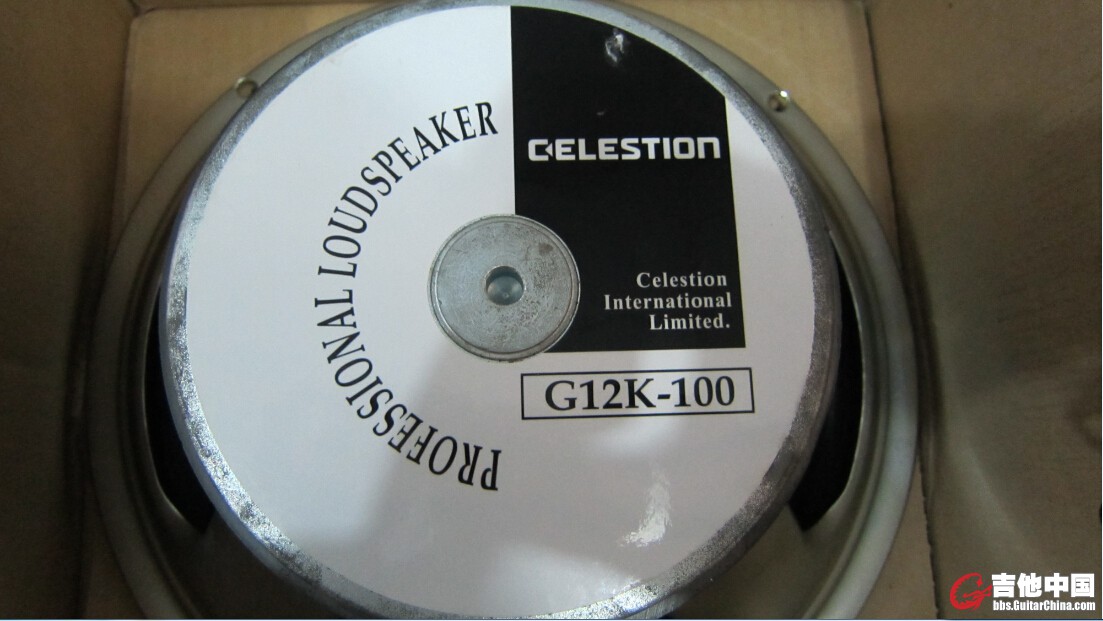 PROFESSIONAL LOUDSPEAKER
CELESTION
Celestion
International
Limited.
G12K-100
吉他中国
bbs.GuitarChina.com